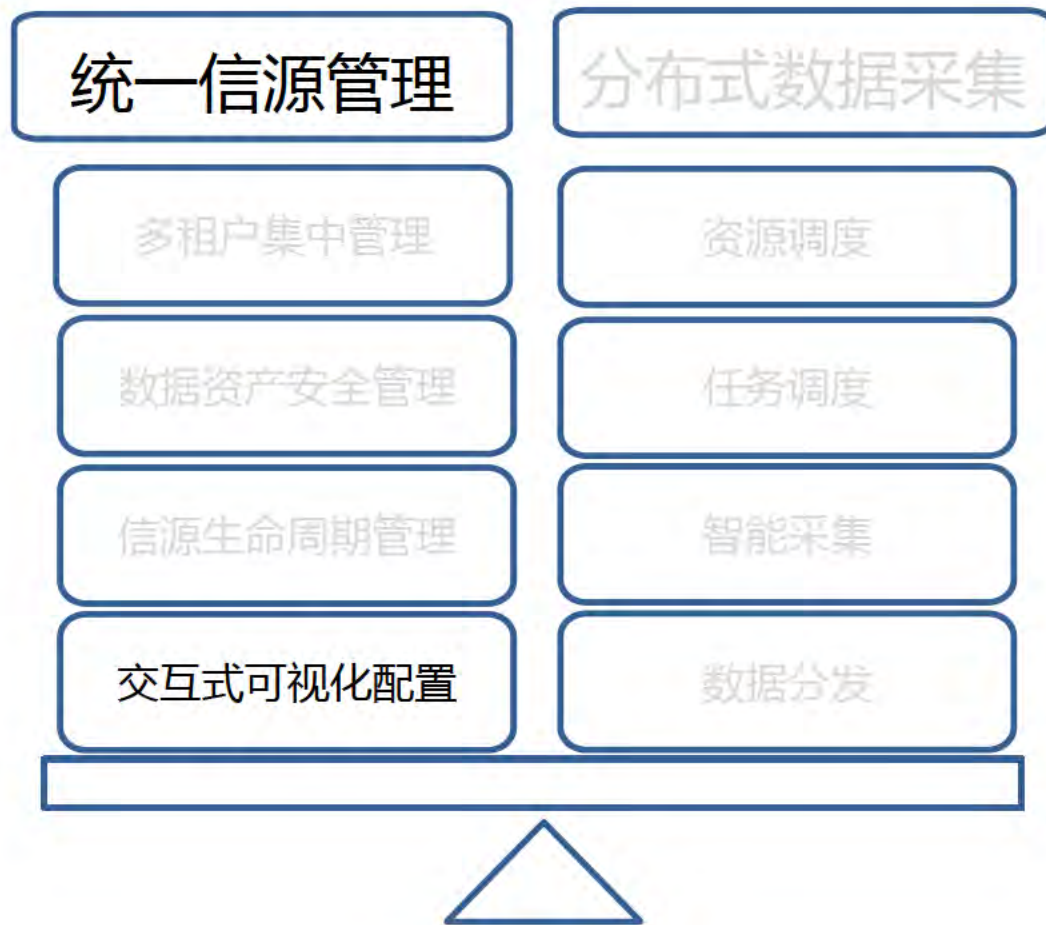 统一信源管理
分布式数据采集
多租户集中管理
资源调度
数据资产安全管理
任务调度
信源生命周期管理
智能采集
交互式可视化配置
数据分发